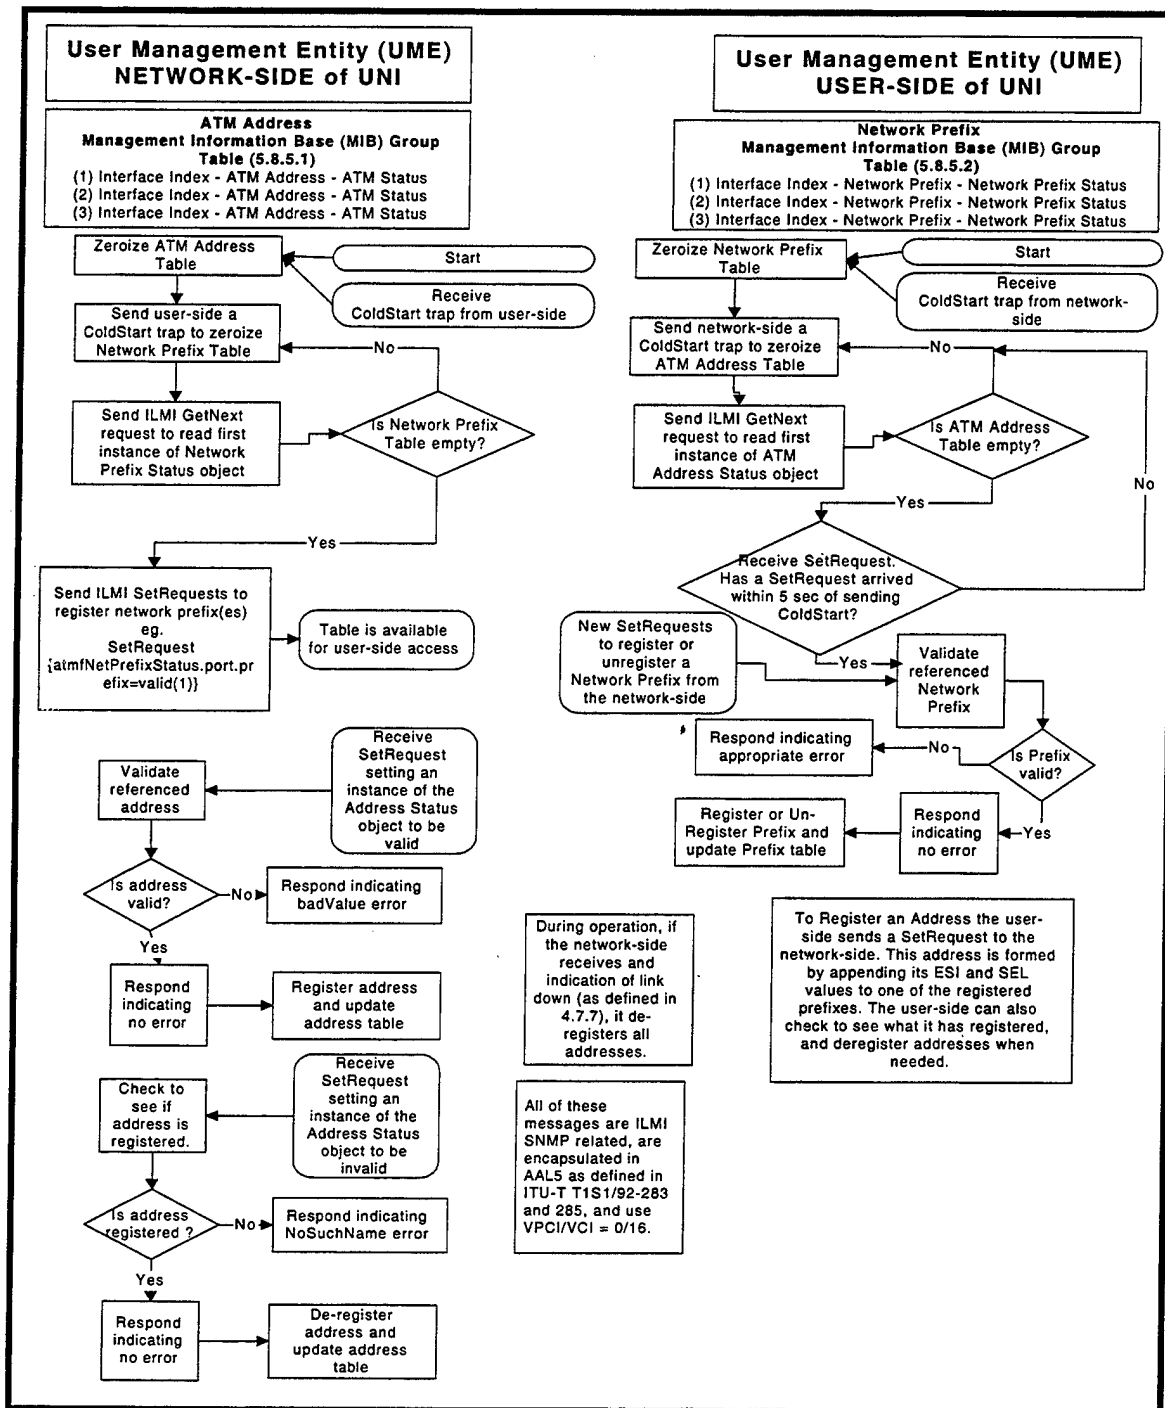 User Management Entity (UME)
NETWORK-SIDE of UNI
ATM Address
Management Information Base (MIB) Group
Table (5.8.5.1)
(1) Interface Index - ATM Address - ATM Status
(2) Interface Index - ATM Address - ATM Status
(3) Interface Index - ATM Address - ATM Status
Zeroize ATM Address
Table
Start
Receive
ColdStart trap from user-side
Send user-side a
ColdStart trap to zeroize
Network Prefix Table
No
Send ILMI GetNext
request to read first
instance of Network
Prefix Status object
Is Network Prefix
Table empty?
Yes
Send ILMI SetRequests to
register network prefix(es)
eg.
SetRequest
{atmfNetPrefixStatus.port.pr
efix=valid(1)}
Table is available
for user-side access
Receive
SetRequest
setting an
instance of the
Address Status
object to be
valid
Validate
referenced
address
Is address
valid?
No
Respond indicating
badValue error
Yes
Respond
indicating
no error
Register address
and update
address table
Receive
SetRequest
setting an
instance of the
Address Status
object to be
invalid
Check to
see if
address is
registered.
Is address
registered ?
No
Respond indicating
NoSuchName error
Yes
Respond
indicating
no error
De-register
address and
update address
table
User Management Entity (UME)
USER-SIDE of UNI
Network Prefix
Management Information Base (MIB) Group
Table (5.8.5.2)
(1) Interface Index - Network Prefix - Network Prefix Status
(2) Interface Index - Network Prefix - Network Prefix Status
(3) Interface Index - Network Prefix - Network Prefix Status
Zeroize Network Prefix
Table
Start
Receive
ColdStart trap from network-
side
Send network-side a
ColdStart trap to zeroize
ATM Address Table
No
Send ILMI GetNext
request to read first
instance of ATM
Address Status object
Is ATM Address
Table empty?
No
Yes
Receive SetRequest.
Has a SetRequest arrived
within 5 sec of sending
ColdStart?
New SetRequests
to register or
unregister a
Network Prefix from
the network-side
Yes
Validate
referenced
Network
Prefix
Respond indicating
appropriate error
No
Is Prefix
valid?
Register or Un-
Register Prefix and
update Prefix table
Respond
indicating
no error
Yes
During operation, if
the network-side
receives and
indication of link
down (as defined in
4.7.7), it de-
registers all
addresses.
To Register an Address the user-
side sends a SetRequest to the
network-side. This address is formed
by appending its ESI and SEL
values to one of the registered
prefixes. The user-side can also
check to see what it has registered,
and deregister addresses when
needed.
All of these
messages are ILMI
SNMP related, are
encapsulated in
AAL5 as defined in
ITU-T T1S1/92-283
and 285, and use
VPCI/VCI = 0/16.